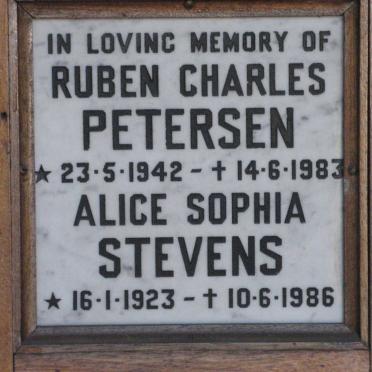 IN LOVING MEMORY OF
RUBEN CHARLES
PETERSEN
★ 23·5·1942 – ✝ 14·6·1983
ALICE SOPHIA
STEVENS
★ 16·1·1923 – ✝ 10·6·1986